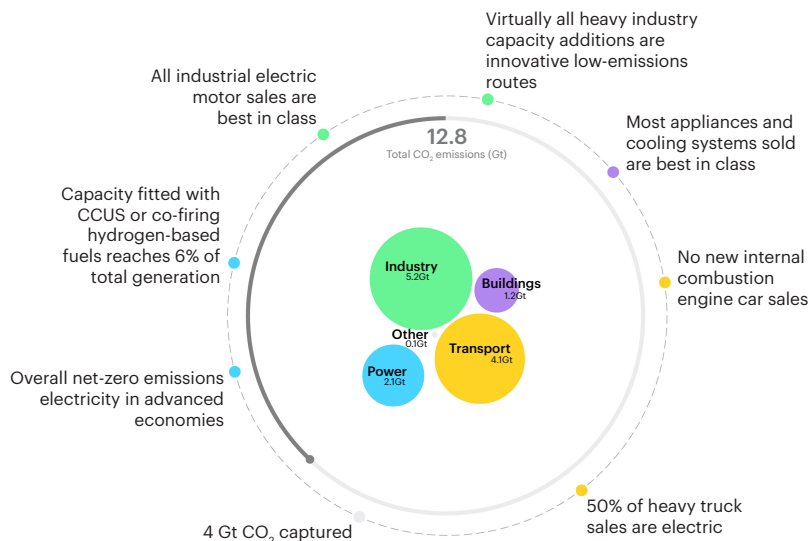 Virtually all heavy industry
capacity additions are
innovative low-emissions
routes
All industrial electric
motor sales are
best in class
12.8
Total CO₂ emissions (Gt)
Most appliances and
cooling systems sold
are best in class
Capacity fitted with
CCUS or co-firing
hydrogen-based
fuels reaches 6% of
total generation
No new internal
combustion
engine car sales
Industry
5.2Gt
Buildings
1.2Gt
Other
0.1Gt
Transport
4.1Gt
Power
2.1Gt
Overall net-zero emissions
electricity in advanced
economies
50% of heavy truck
sales are electric
4 Gt CO₂ captured